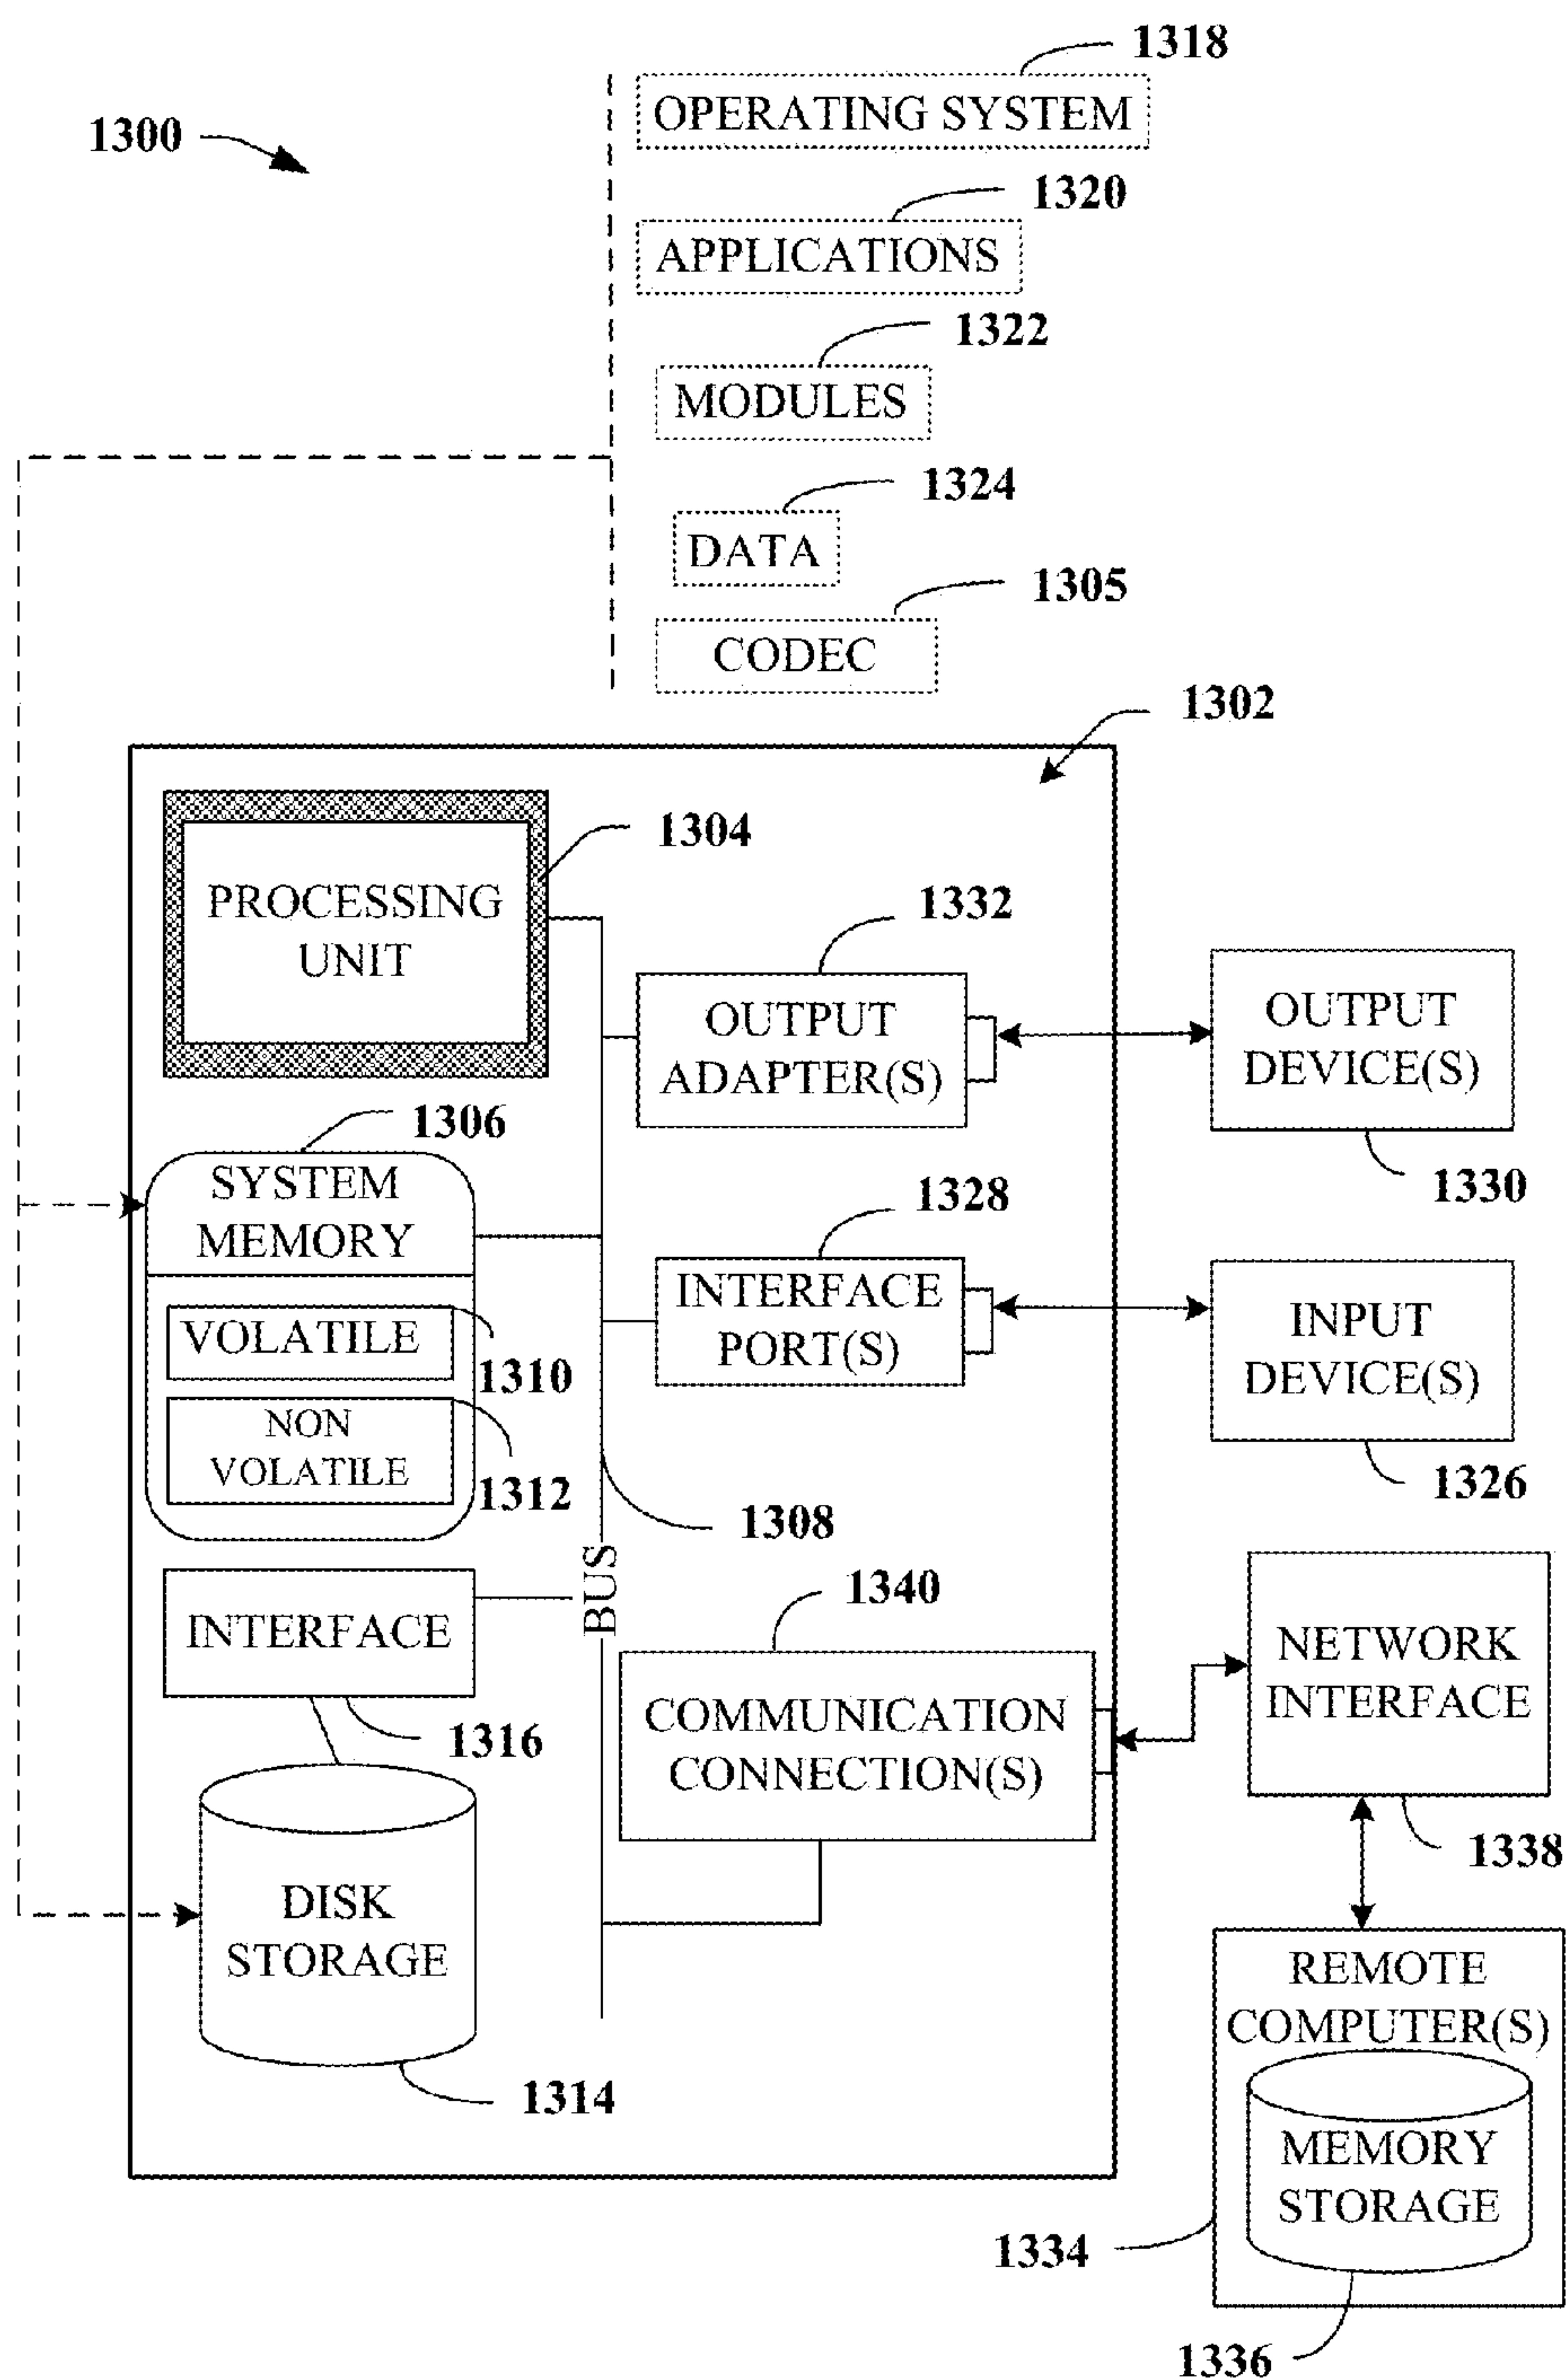 1318
OPERATING SYSTEM
1300
1320
APPLICATIONS
1322
MODULES
1324
DATA
1305
CODEC
1302
1304
PROCESSING
UNIT
1332
OUTPUT
ADAPTER(S)
OUTPUT
DEVICE(S)
1330
1306
SYSTEM
MEMORY
VOLATILE
1310
NON
VOLATILE
1312
1328
INTERFACE
PORT(S)
INPUT
DEVICE(S)
1326
1308
BUS
INTERFACE
1316
1340
COMMUNICATION
CONNECTION(S)
NETWORK
INTERFACE
1338
DISK
STORAGE
1314
REMOTE
COMPUTER(S)
MEMORY
STORAGE
1334
1336